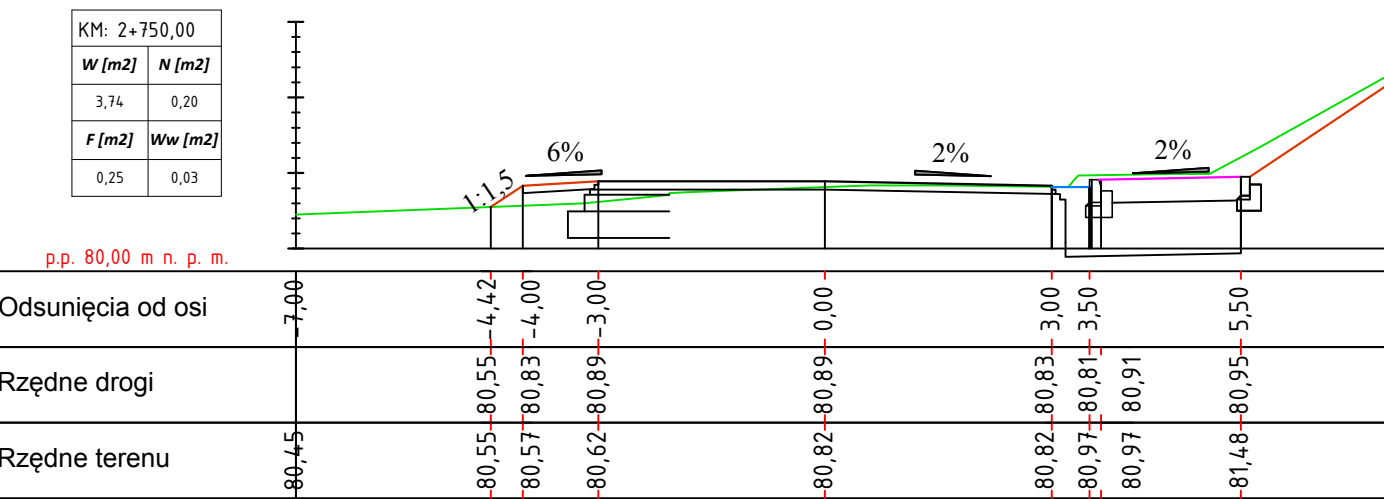 KM: 2+750,00
W [m2] N [m2]
3,74 0,20
F [m2] Ww [m2]
0,25 0,03
1:1,5
6%
2%
2%
p.p. 80,00 m n. p. m.
Odsunięcia od osi -7,00 -4,42 -4,00 -3,00 0,00 3,00 3,50 5,50
Rzędne drogi 80,55 80,83 80,89 80,89 80,83 80,81 80,91 80,95
Rzędne terenu 80,45 80,55 80,57 80,62 80,82 80,82 80,97 80,97 81,48